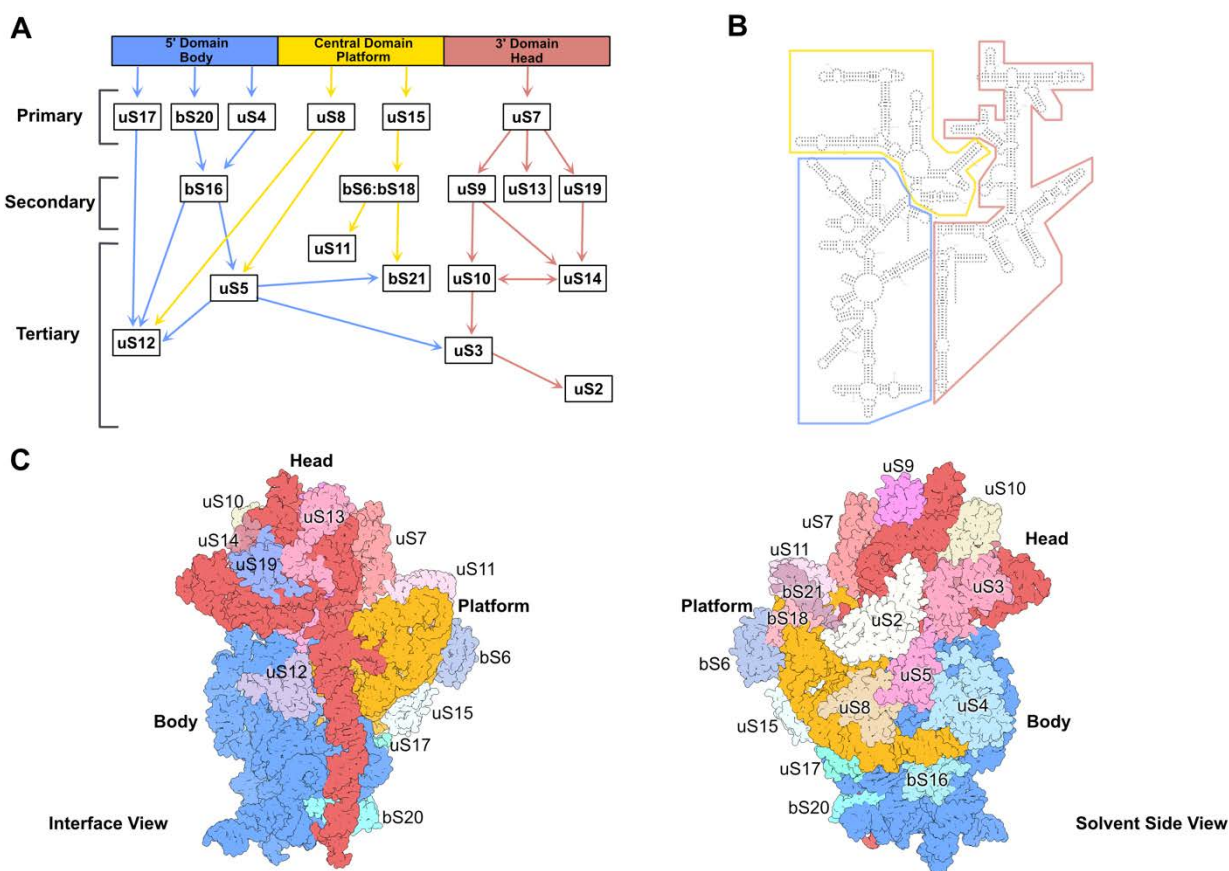 A
5' Domain
Body
Central Domain
Platform
3' Domain
Head
Primary
uS17
bS20
uS4
uS8
uS15
uS7
Secondary
bS16
bS6:bS18
uS9
uS13
uS19
uS11
Tertiary
uS5
bS21
uS10
uS14
uS12
uS3
uS2
B
C
Head
uS10
uS13
uS14
uS19
uS7
uS11
Platform
uS12
bS6
Body
uS15
uS17
bS20
Interface View
uS9
uS10
uS7
Head
uS11
bS21
uS3
Platform
bS18
uS2
bS6
uS5
uS8
uS4
uS15
Body
uS17
bS16
bS20
Solvent Side View